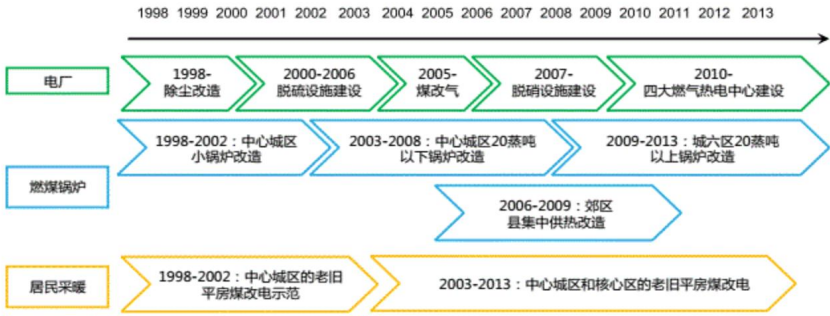 1998 1999 2000 2001 2002 2003 2004 2005 2006 2007 2008 2009 2010 2011 2012 2013
电厂
1998-
除尘改造
2000-2006
脱硫设施建设
2005-
煤改气
2007-
脱硝设施建设
2010-
四大燃气热电中心建设
燃煤锅炉
1998-2002：中心城区
小锅炉改造
2003-2008：中心城区20蒸吨
以下锅炉改造
2009-2013：城六区20蒸吨
以上锅炉改造
2006-2009：郊区
县集中供热改造
居民采暖
1998-2002：中心城区的老旧
平房煤改电示范
2003-2013：中心城区和核心区的老旧平房煤改电